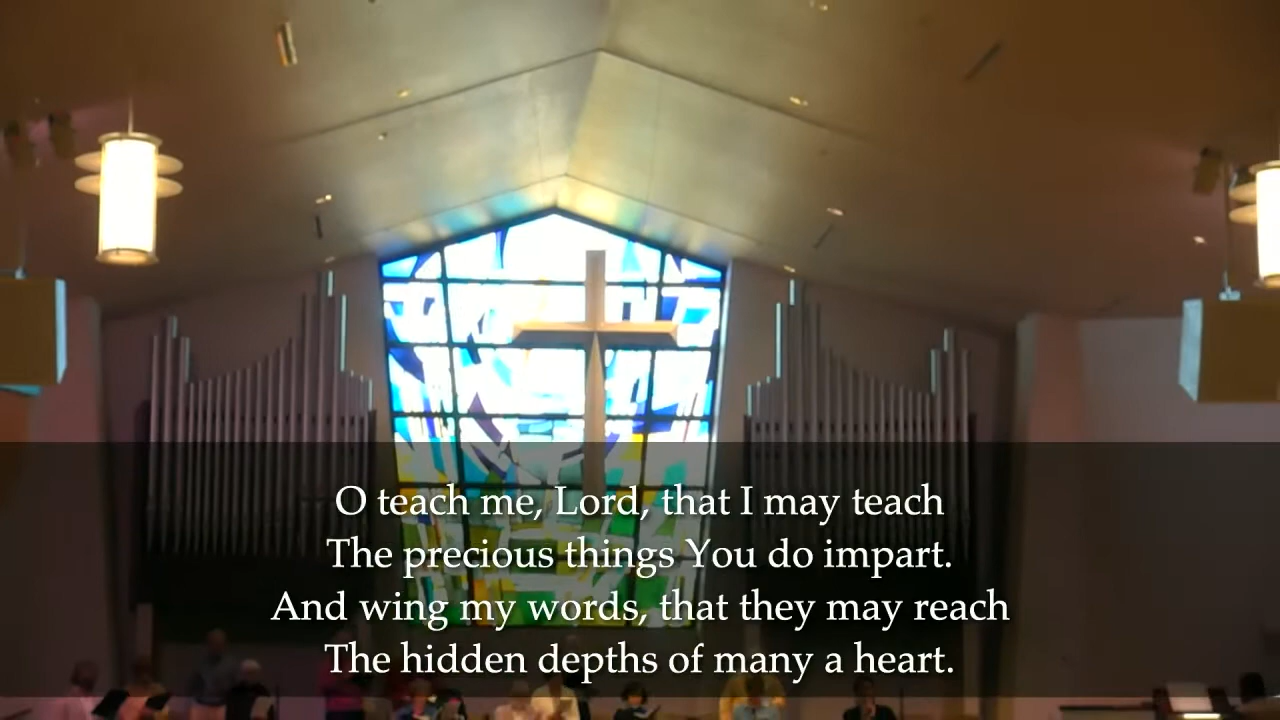 O teach me, Lord, that I may teach
The precious things You do impart.
And wing my words, that they may reach
The hidden depths of many a heart.